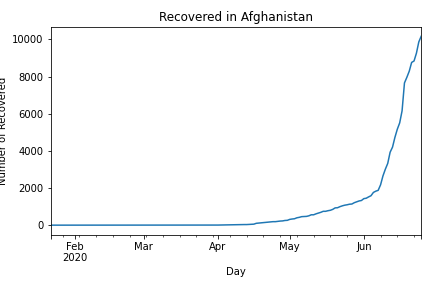 Recovered in Afghanistan
Number of Recovered
10000
8000
6000
4000
2000
0
Feb Mar Apr May Jun
2020
Day